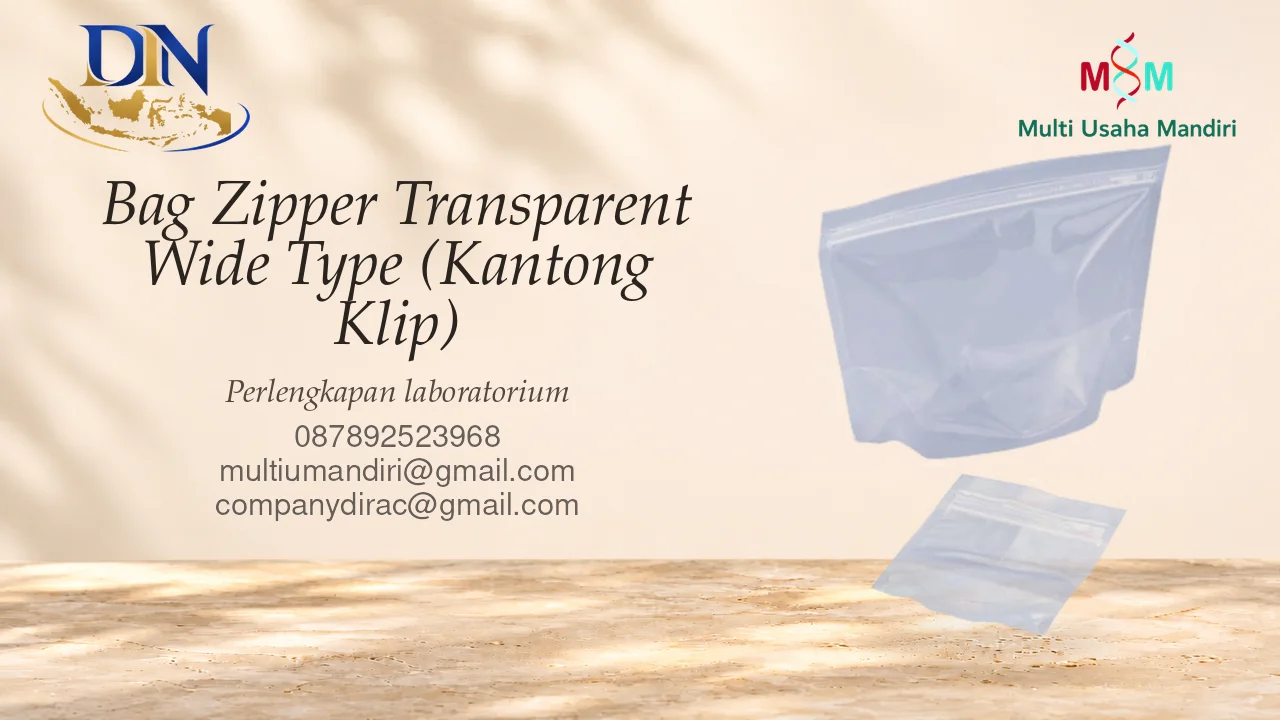 DIN
M M
Multi Usaha Mandiri
Bag Zipper Transparent
Wide Type (Kantong
Klip)
Perlengkapan laboratorium
087892523968
multiumandiri@gmail.com
companydirac@gmail.com